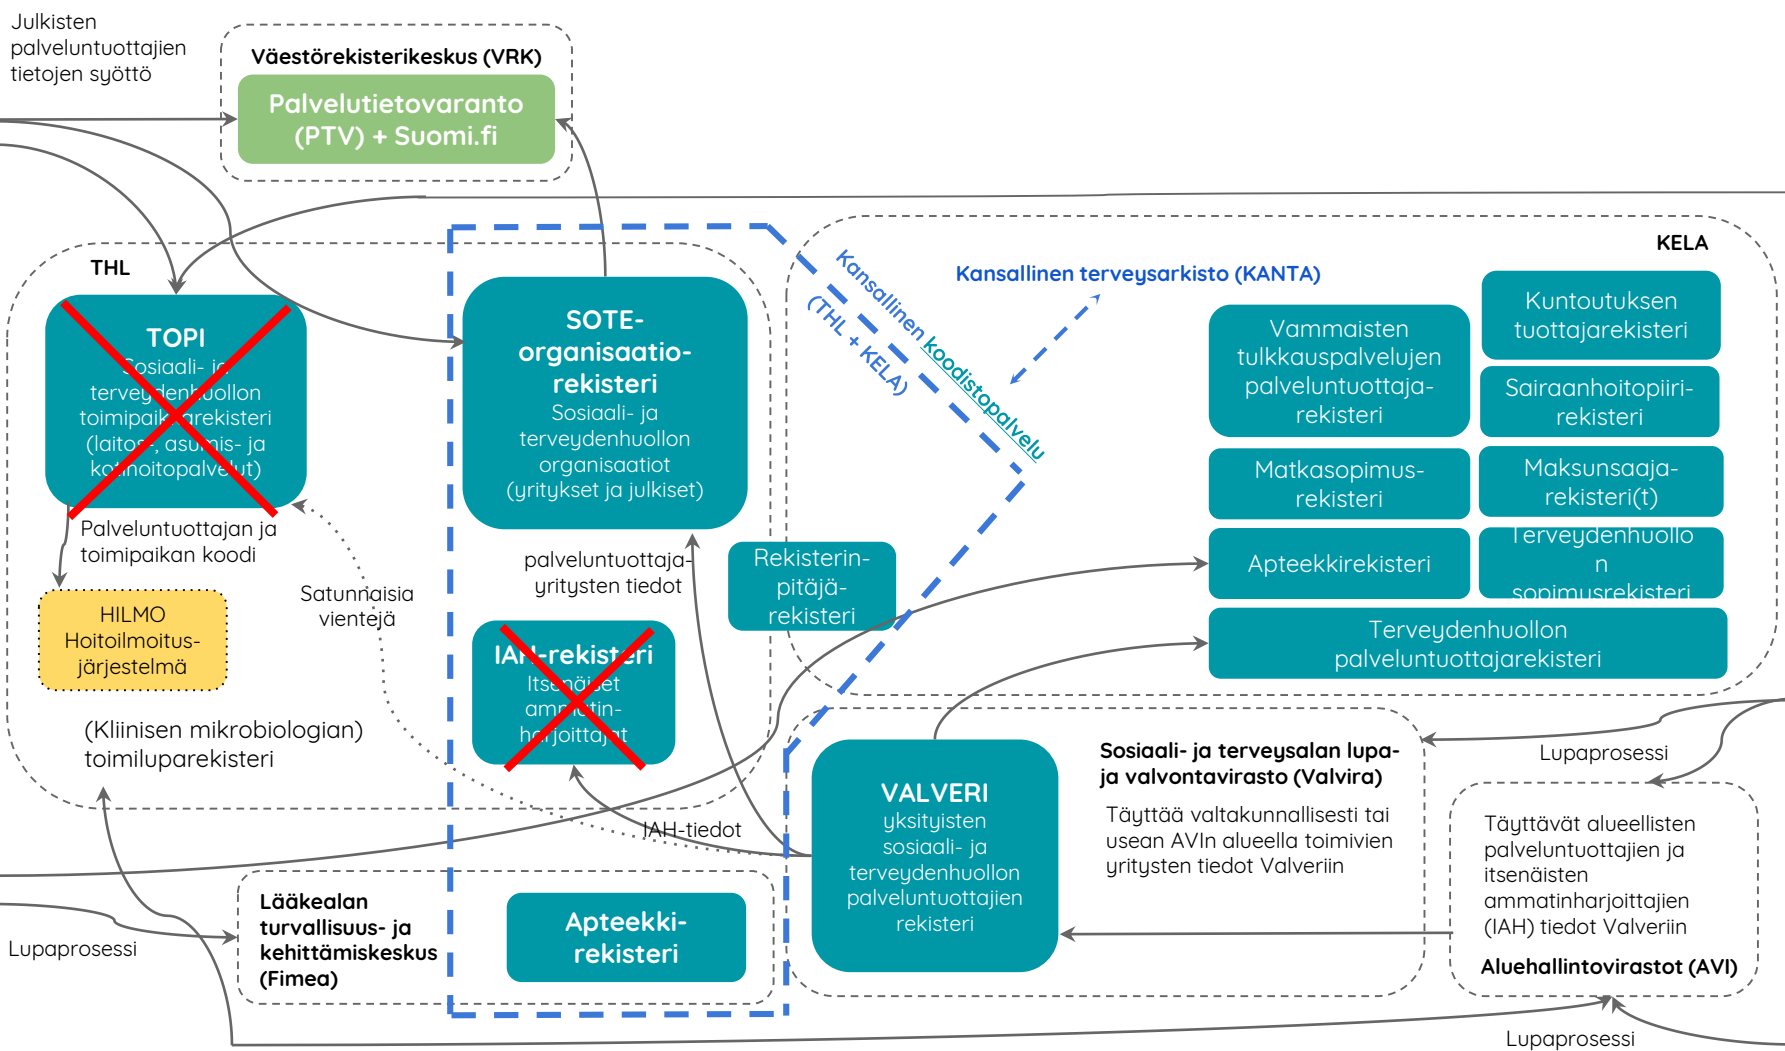 Julkisten
palveluntuottajien
tietojen syöttö
Väestörekisterikeskus (VRK)
Palvelutietovaranto
(PTV) + Suomi.fi
THL
TOPI
Sosiaali- ja
terveydenhuollon
toimipaikkarekisteri
(laitos-, asumis- ja
kotihoitopalvelut)
Palveluntuottajan ja
toimipaikan koodi
HILMO
Hoitoilmoitus-
järjestelmä
(Kliinisen mikrobiologian)
toimiluparekisteri
Satunnaisia
vientejä
SOTE-
organisaatio-
rekisteri
Sosiaali- ja
terveydenhuollon
organisaatiot
(yritykset ja julkiset)
palveluntuottaja-
yritysten tiedot
IAH-rekisteri
Itsenäiset
ammatin-
harjoittajat
IAH-tiedot
Rekisterin-
pitäjä-
rekisteri
Kansallinen koodistopalvelu
(THL + KELA)
Kansallinen terveysarkisto (KANTA)
KELA
Vammaisten
tulkkauspalvelujen
palveluntuottaja-
rekisteri
Kuntoutuksen
tuottajarekisteri
Sairaanhoitopiiri-
rekisteri
Matkasopimus-
rekisteri
Maksunsaaja-
rekisteri(t)
Apteekkirekisteri
Terveydenhuollo
n
sopimusrekisteri
Terveydenhuollon
palveluntuottajarekisteri
VALVERI
yksityisten
sosiaali- ja
terveydenhuollon
palveluntuottajien
rekisteri
Sosiaali- ja terveysalan lupa-
ja valvontavirasto (Valvira)
Täyttää valtakunnallisesti tai
usean AVIn alueella toimivien
yritysten tiedot Valveriin
Lupaprosessi
Täyttävät alueellisten
palveluntuottajien ja
itsenäisten
ammatinharjoittajien
(IAH) tiedot Valveriin
Aluehallintovirastot (AVI)
Lupaprosessi
Lupaprosessi
Lääkealan
turvallisuus- ja
kehittämiskeskus
(Fimea)
Apteekki-
rekisteri